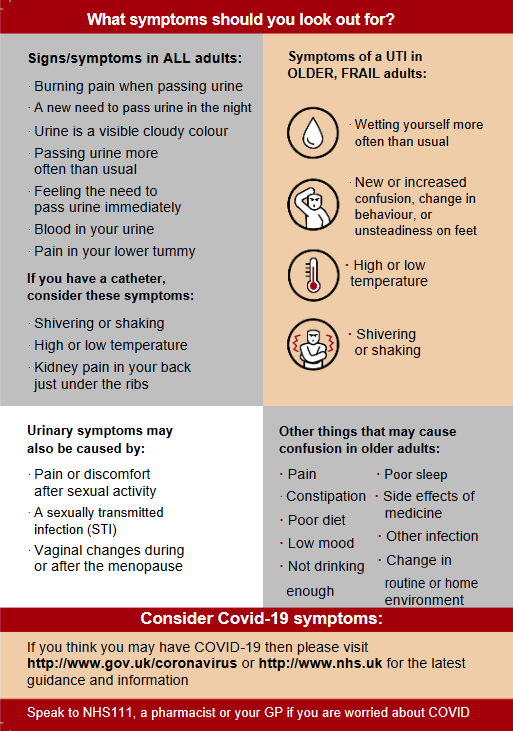 What symptoms should you look out for?
Signs/symptoms in ALL adults:
· Burning pain when passing urine
· A new need to pass urine in the night
· Urine is a visible cloudy colour
· Passing urine more
often than usual
· Feeling the need to
pass urine immediately
· Blood in your urine
· Pain in your lower tummy
If you have a catheter,
consider these symptoms:
· Shivering or shaking
· High or low temperature
· Kidney pain in your back
just under the ribs
Symptoms of a UTI in
OLDER, FRAIL adults:
· Wetting yourself more
often than usual
· New or increased
confusion, change in
behaviour, or
unsteadiness on feet
· High or low
temperature
· Shivering
or shaking
Urinary symptoms may
also be caused by:
· Pain or discomfort
after sexual activity
· A sexually transmitted
infection (STI)
· Vaginal changes during
or after the menopause
Other things that may cause
confusion in older adults:
· Pain
· Constipation
· Poor diet
· Low mood
· Not drinking
enough
· Poor sleep
· Side effects of
medicine
· Other infection
· Change in
routine or home
environment
Consider Covid-19 symptoms:
If you think you may have COVID-19 then please visit
http://www.gov.uk/coronavirus or http://www.nhs.uk for the latest
guidance and information
Speak to NHS111, a pharmacist or your GP if you are worried about COVID